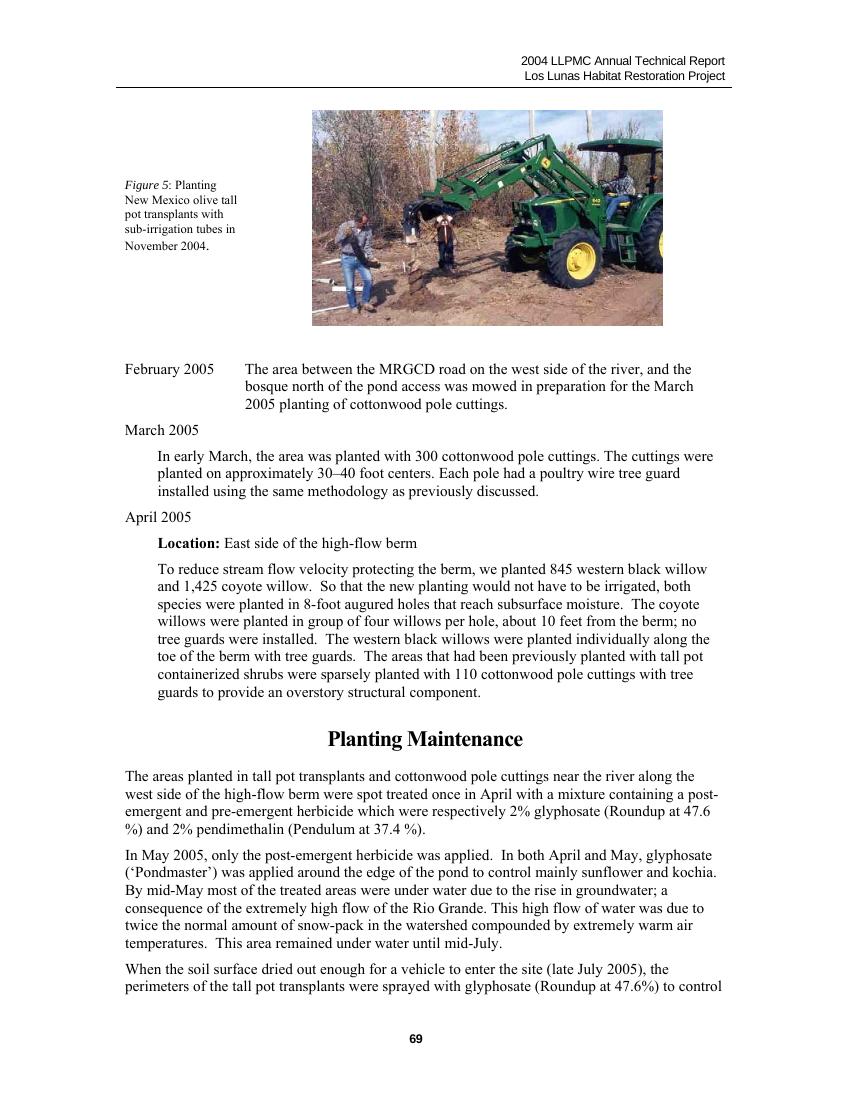 2004 LLPMC Annual Technical Report
Los Lunas Habitat Restoration Project
Figure 5: Planting
New Mexico olive tall
pot transplants with
sub-irrigation tubes in
November 2004.
February 2005 The area between the MRGCD road on the west side of the river, and the
bosque north of the pond access was mowed in preparation for the March
2005 planting of cottonwood pole cuttings.
March 2005
In early March, the area was planted with 300 cottonwood pole cuttings. The cuttings were
planted on approximately 30–40 foot centers. Each pole had a poultry wire tree guard
installed using the same methodology as previously discussed.
April 2005
Location: East side of the high-flow berm
To reduce stream flow velocity protecting the berm, we planted 845 western black willow
and 1,425 coyote willow.  So that the new planting would not have to be irrigated, both
species were planted in 8-foot augured holes that reach subsurface moisture.  The coyote
willows were planted in group of four willows per hole, about 10 feet from the berm; no
tree guards were installed.  The western black willows were planted individually along the
toe of the berm with tree guards.  The areas that had been previously planted with tall pot
containerized shrubs were sparsely planted with 110 cottonwood pole cuttings with tree
guards to provide an overstory structural component.
Planting Maintenance
The areas planted in tall pot transplants and cottonwood pole cuttings near the river along the
west side of the high-flow berm were spot treated once in April with a mixture containing a post-
emergent and pre-emergent herbicide which were respectively 2% glyphosate (Roundup at 47.6
%) and 2% pendimethalin (Pendulum at 37.4 %).
In May 2005, only the post-emergent herbicide was applied.  In both April and May, glyphosate
(‘Pondmaster’) was applied around the edge of the pond to control mainly sunflower and kochia.
By mid-May most of the treated areas were under water due to the rise in groundwater; a
consequence of the extremely high flow of the Rio Grande. This high flow of water was due to
twice the normal amount of snow-pack in the watershed compounded by extremely warm air
temperatures.  This area remained under water until mid-July.
When the soil surface dried out enough for a vehicle to enter the site (late July 2005), the
perimeters of the tall pot transplants were sprayed with glyphosate (Roundup at 47.6%) to control
69